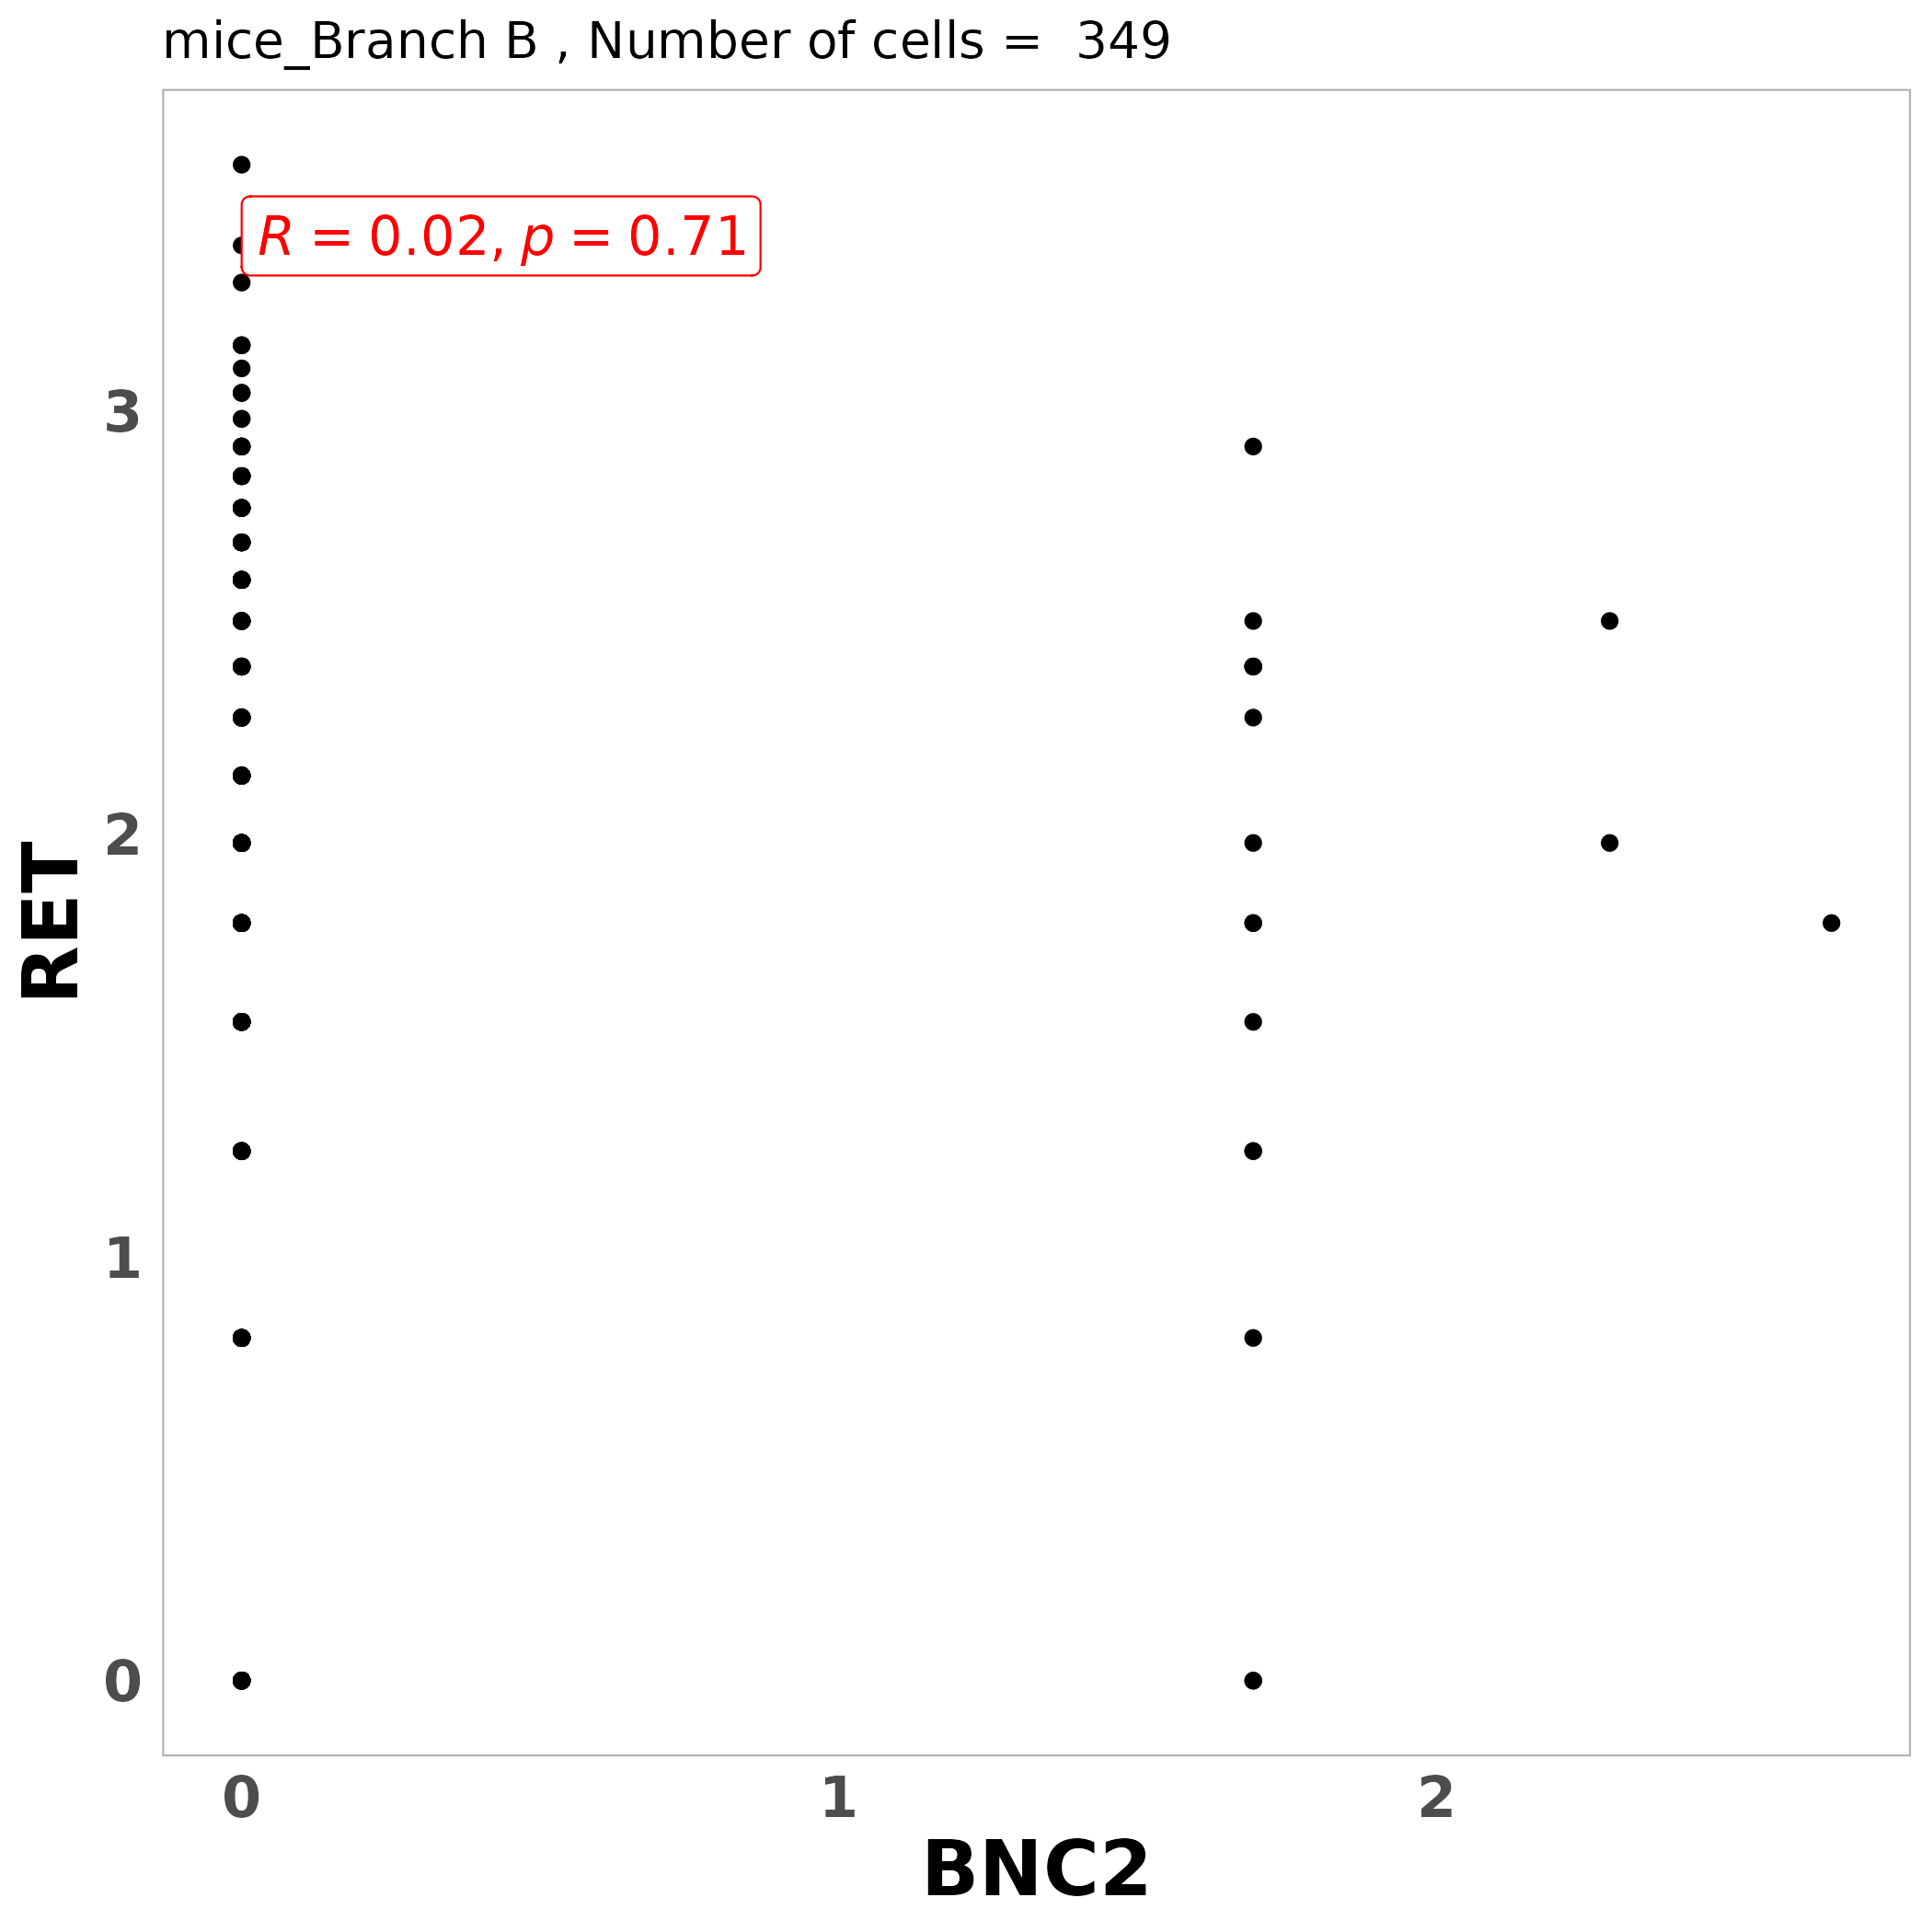 mice_Branch B , Number of cells =  349
R = 0.02, p = 0.71
3
2
1
0
RET
0 1 2
BNC2